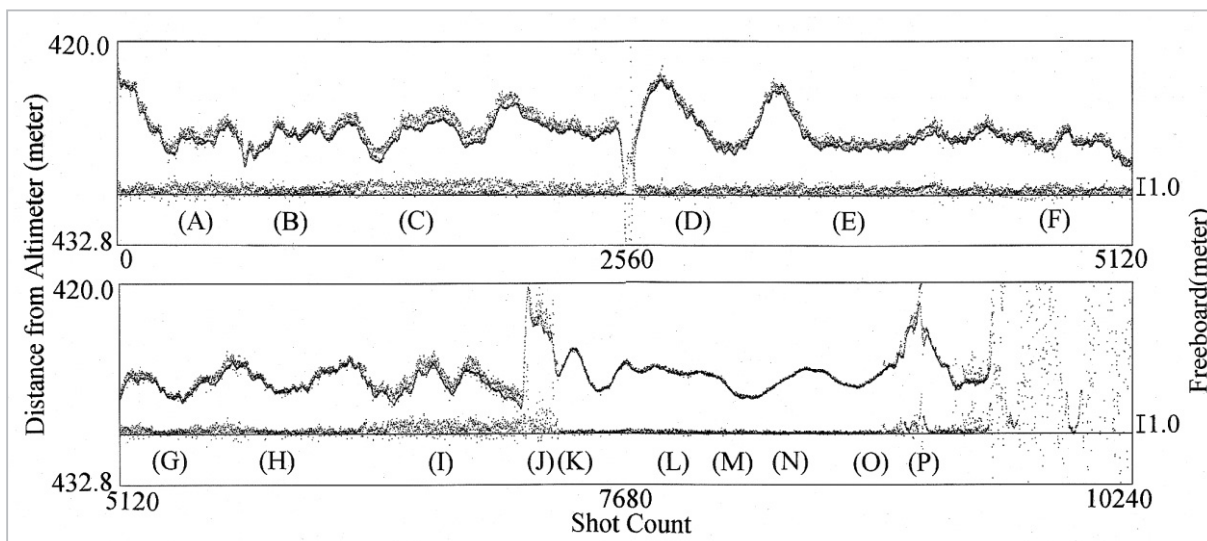 Distance from Altimeter (meter)
420.0
432.8
(A) (B) (C) (D) (E) (F)
I1.0
0 2560 5120
420.0
432.8
(G) (H) (I) (J) (K) (L) (M) (N) (O) (P)
I1.0
5120 7680 10240
Shot Count
Freeboard(meter)